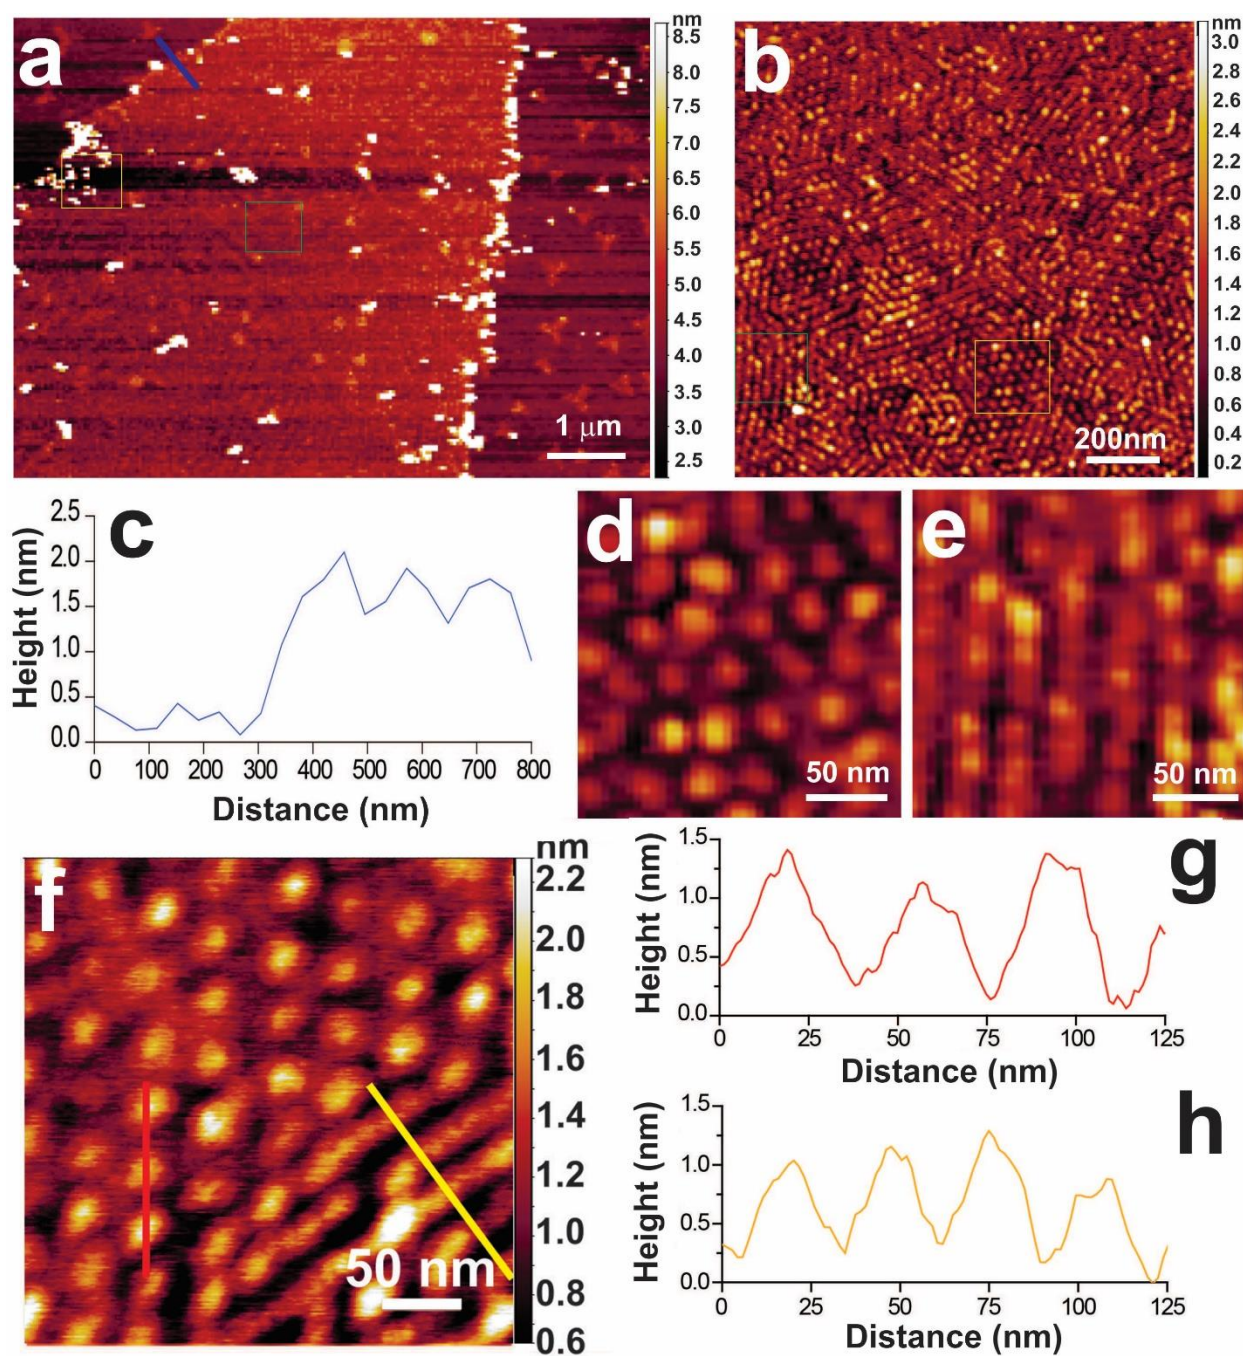 a
nm
8.5
8.0
7.5
7.0
6.5
6.0
5.5
5.0
4.5
4.0
3.5
3.0
2.5
1 μm
b
nm
3.0
2.8
2.6
2.4
2.2
2.0
1.8
1.6
1.4
1.2
1.0
0.8
0.6
0.4
0.2
200nm
c
Height (nm)
2.5
2.0
1.5
1.0
0.5
0.0
0 100 200 300 400 500 600 700 800
Distance (nm)
d
50 nm
e
50 nm
f
nm
2.2
2.0
1.8
1.6
1.4
1.2
1.0
0.8
0.6
50 nm
g
Height (nm)
1.5
1.0
0.5
0.0
0 25 50 75 100 125
Distance (nm)
h
Height (nm)
1.5
1.0
0.5
0.0
0 25 50 75 100 125
Distance (nm)